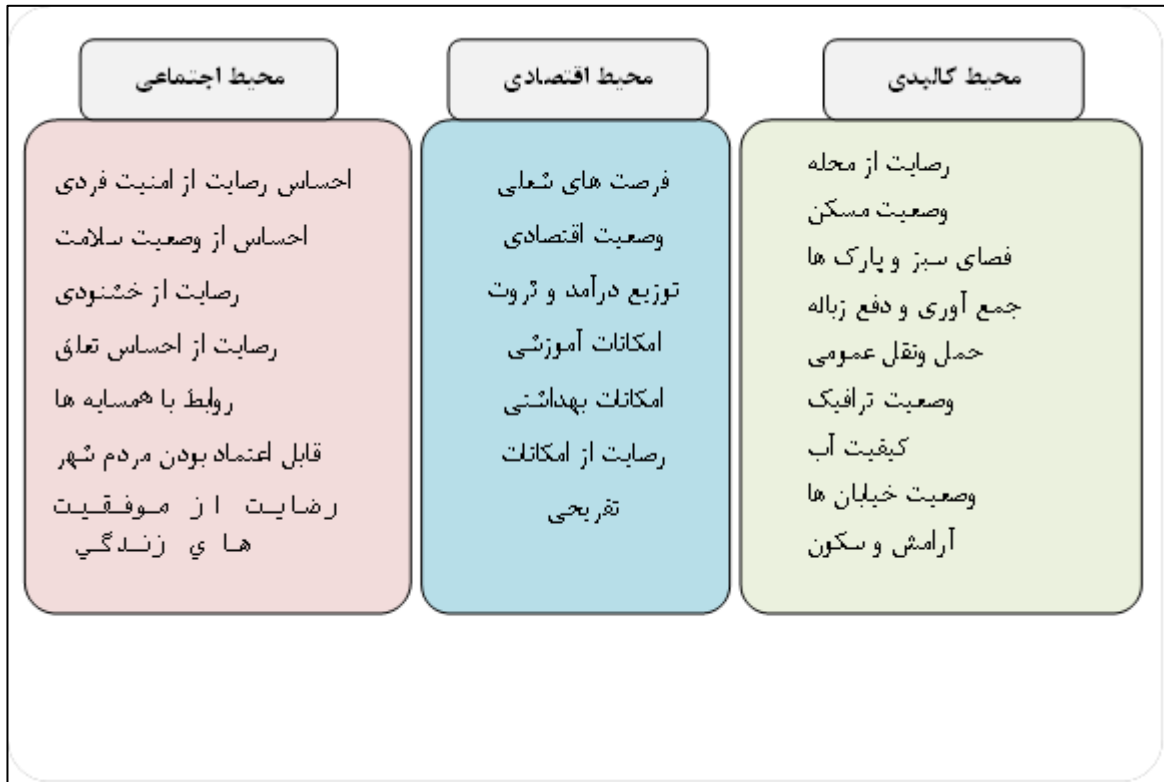 محیط کالبدی
رضایت از محله
وضعیت مسکن
فضای سبز و پارک ها
جمع آوری و دفع زباله
حمل ونقل عمومی
وضعیت ترافیک
کیفیت آب
وضعیت خیابان ها
آرامش و سکون
محیط اقتصادی
فرصت های شغلی
وضعیت اقتصادی
توزیع درآمد و ثروت
امکانات آموزشی
امکانات بهداشتی
رضایت از امکانات
تفریحی
محیط اجتماعی
احساس رضایت از امنیت فردی
احساس از وضعیت سلامت
رضایت از خشنودی
رضایت از احساس تعلق
روابط با همسایه ها
قابل اعتماد بودن مردم شهر
رضایت از موفقیت
هاي زندگي